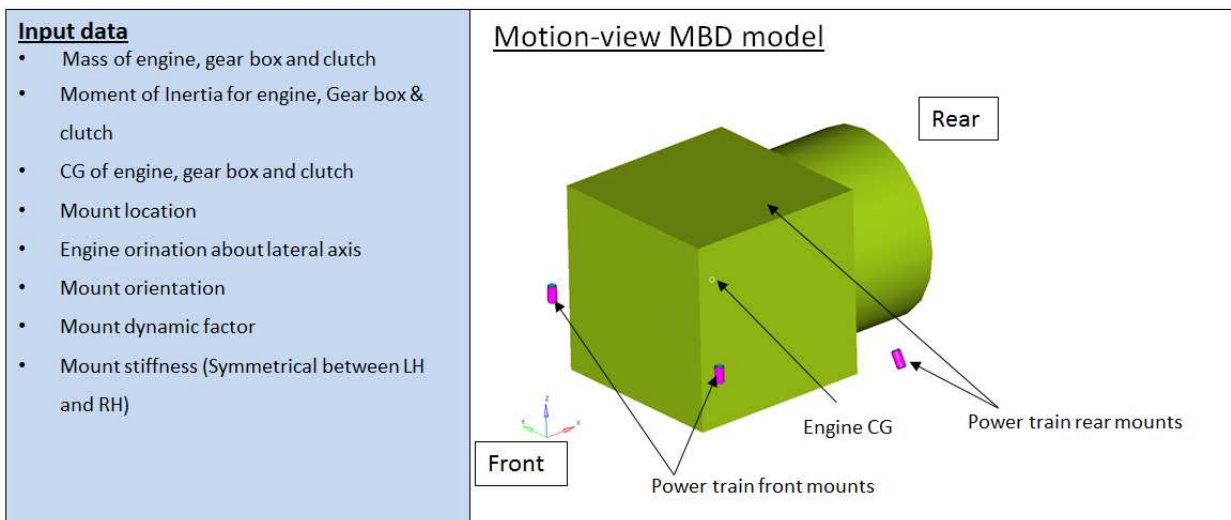 Input data
• Mass of engine, gear box and clutch
• Moment of Inertia for engine, Gear box &
clutch
• CG of engine, gear box and clutch
• Mount location
• Engine orination about lateral axis
• Mount orientation
• Mount dynamic factor
• Mount stiffness (Symmetrical between LH
and RH)
Motion-view MBD model
Rear
Z
Y
X
Engine CG
Power train rear mounts
Front
Power train front mounts